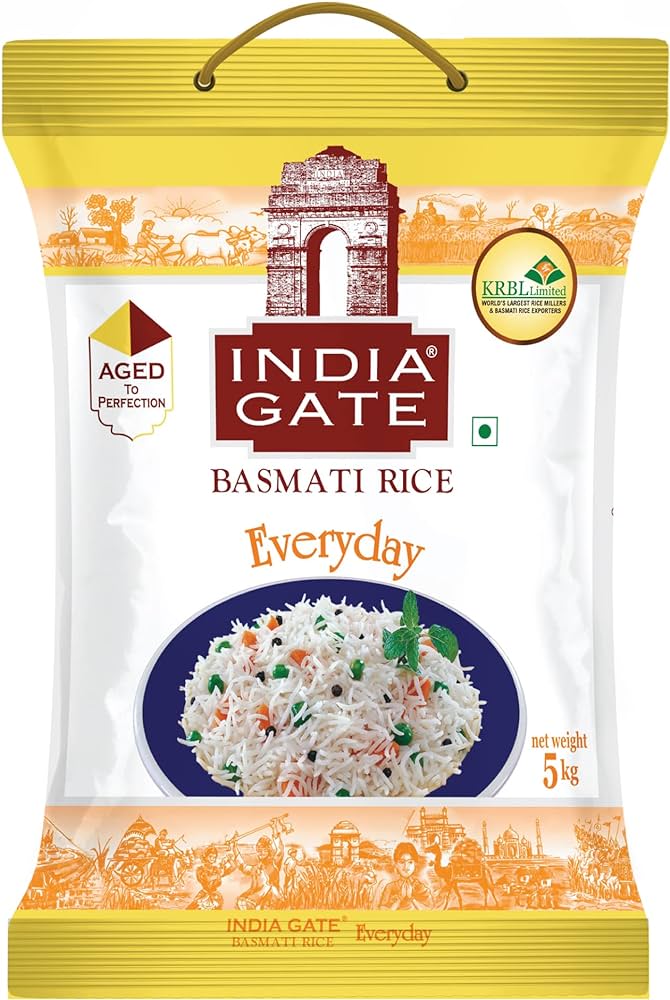 INDIA
KRBL Limited
WORLD'S LARGEST RICE MILLERS
& BASMATI RICE EXPORTERS
AGED
TO
PERFECTION
INDIA®
GATE
BASMATI RICE
Everyday
net weight
5kg
INDIA GATE®
BASMATI RICE Everyday